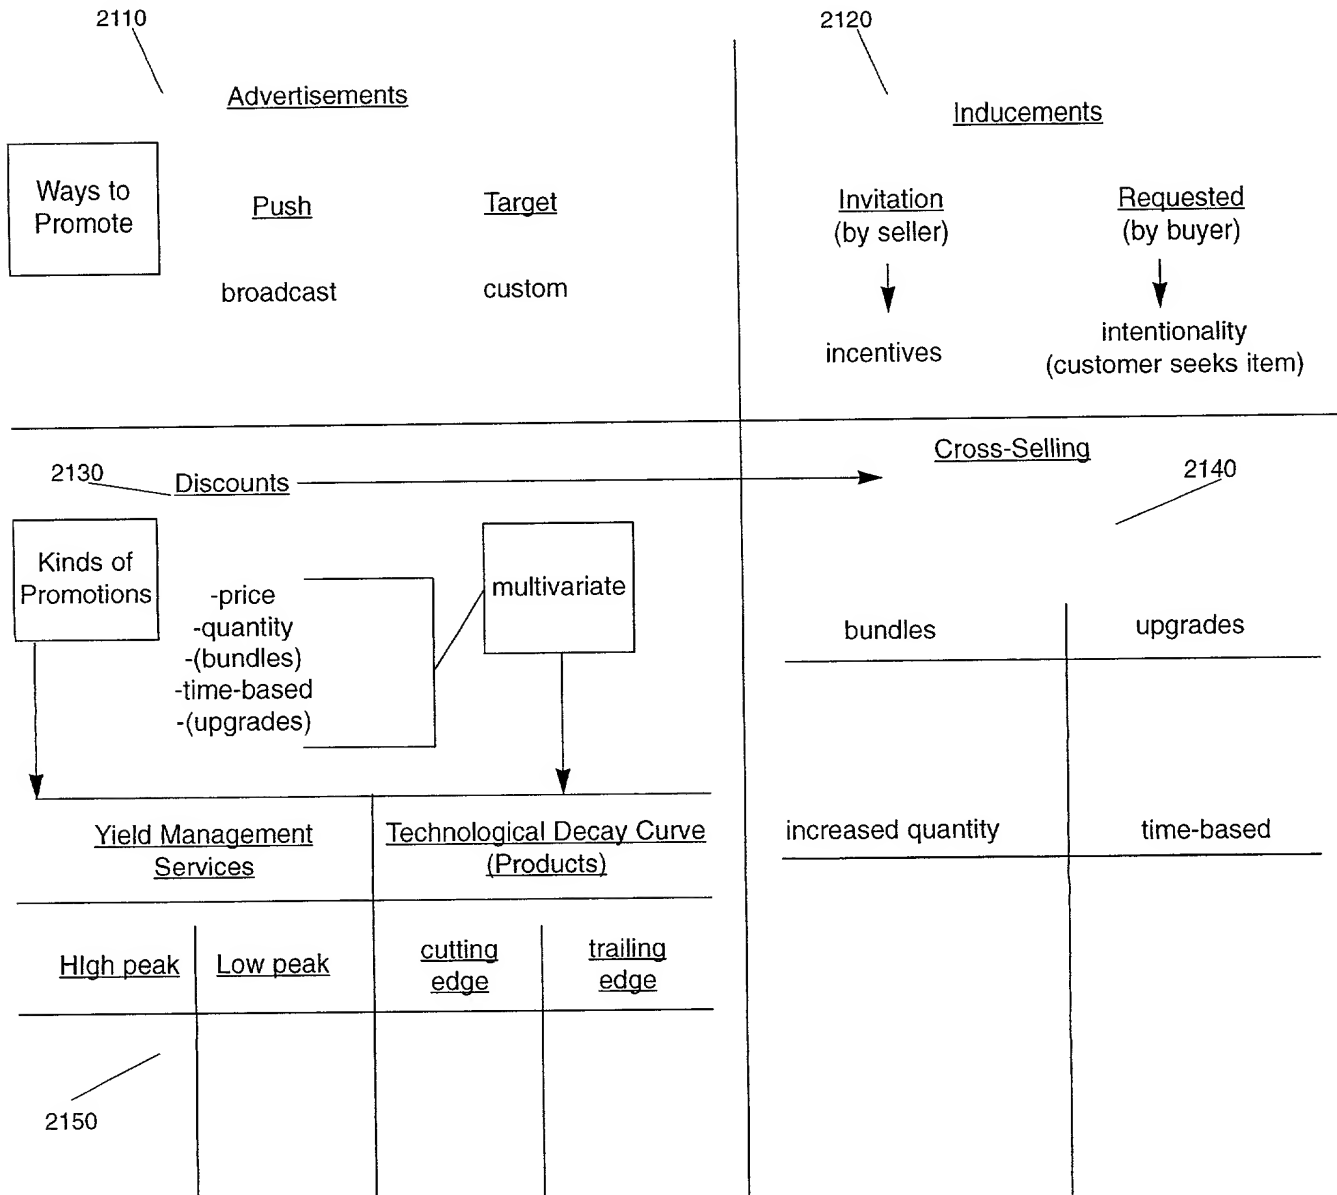 2110
2120
Advertisements
Inducements
Ways to
Promote
Push
Target
broadcast
custom
Invitation
(by seller)
Requested
(by buyer)
incentives
intentionality
(customer seeks item)
2130
Discounts
Cross-Selling
2140
Kinds of
Promotions
-price
-quantity
-(bundles)
-time-based
-(upgrades)
multivariate
bundles
upgrades
increased quantity
time-based
Yield Management
Services
Technological Decay Curve
(Products)
HIgh peak
Low peak
cutting
edge
trailing
edge
2150